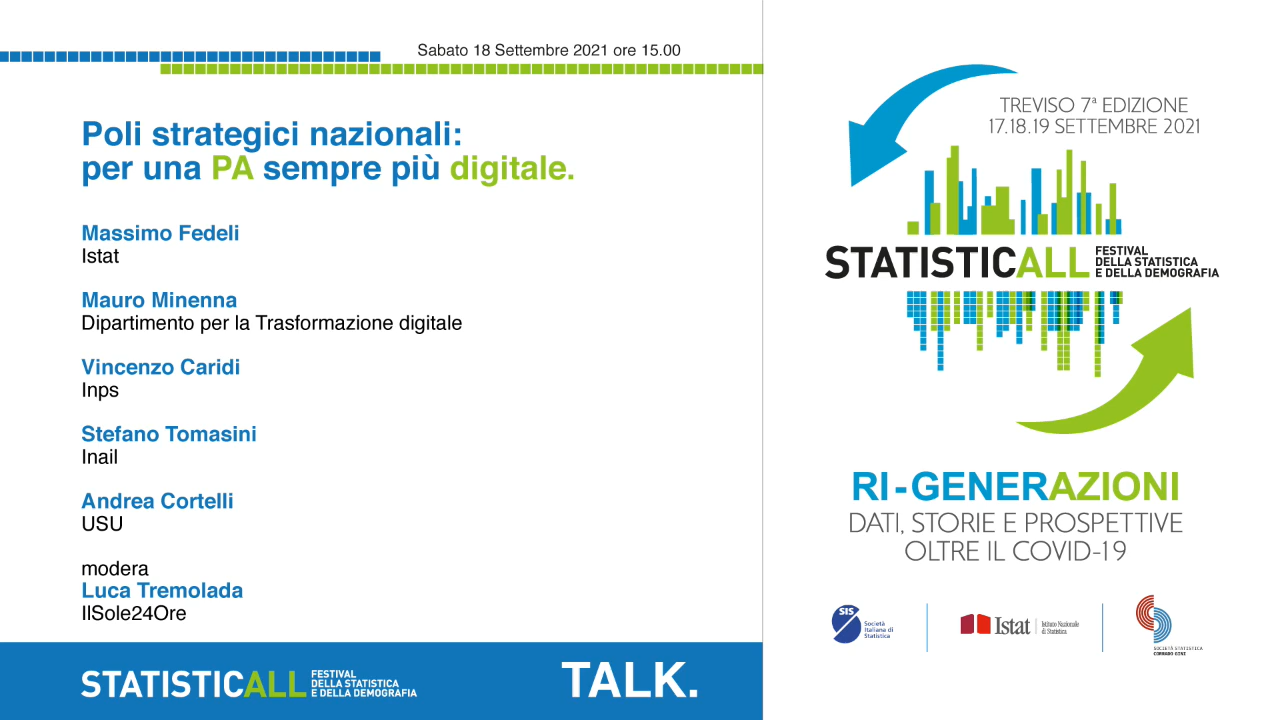 Sabato 18 Settembre 2021 ore 15.00
Poli strategici nazionali:
per una PA sempre più digitale.
Massimo Fedeli
Istat
Mauro Minenna
Dipartimento per la Trasformazione digitale
Vincenzo Caridi
Inps
Stefano Tomasini
Inail
Andrea Cortelli
USU
modera
Luca Tremolada
IlSole24Ore
STATISTICALL
FESTIVAL
DELLA STATISTICA
E DELLA DEMOGRAFIA
TALK.
TREVISO 7ª EDIZIONE
17.18.19 SETTEMBRE 2021
STATISTICALL
FESTIVAL
DELLA STATISTICA
E DELLA DEMOGRAFIA
RI-GENERAZIONI
DATI, STORIE E PROSPETTIVE
OLTRE IL COVID-19
SIS
Società
Italiana di
Statistica
Istat
Istituto Nazionale
di Statistica
SOCIETÀ STATISTICA
CORRADO GINI